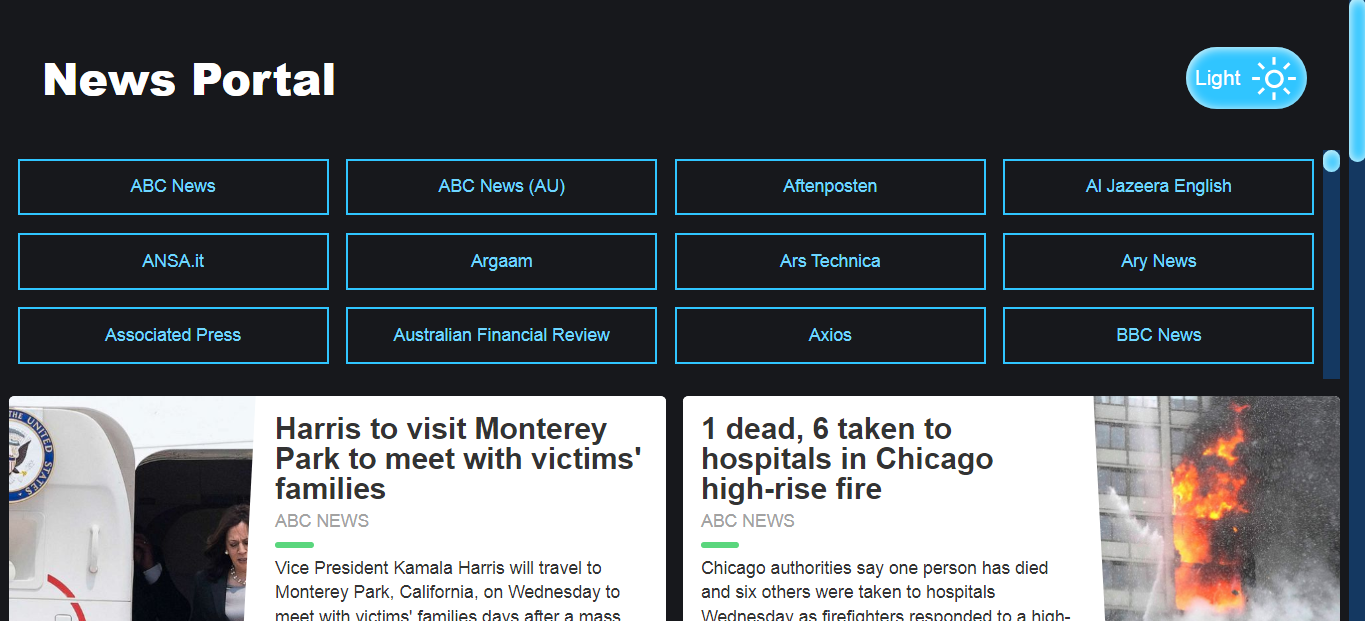 News Portal
Light
ABC News
ABC News (AU)
Aftenposten
Al Jazeera English
ANSA.it
Argaam
Ars Technica
Ary News
Associated Press
Australian Financial Review
Axios
BBC News
Harris to visit Monterey
Park to meet with victims'
families
ABC NEWS
Vice President Kamala Harris will travel to
Monterey Park, California, on Wednesday to
meet with victims' families days after a mass
1 dead, 6 taken to
hospitals in Chicago
high-rise fire
ABC NEWS
Chicago authorities say one person has died
and six others were taken to hospitals
Wednesday as firefighters responded to a high-
THE UNITED STATES